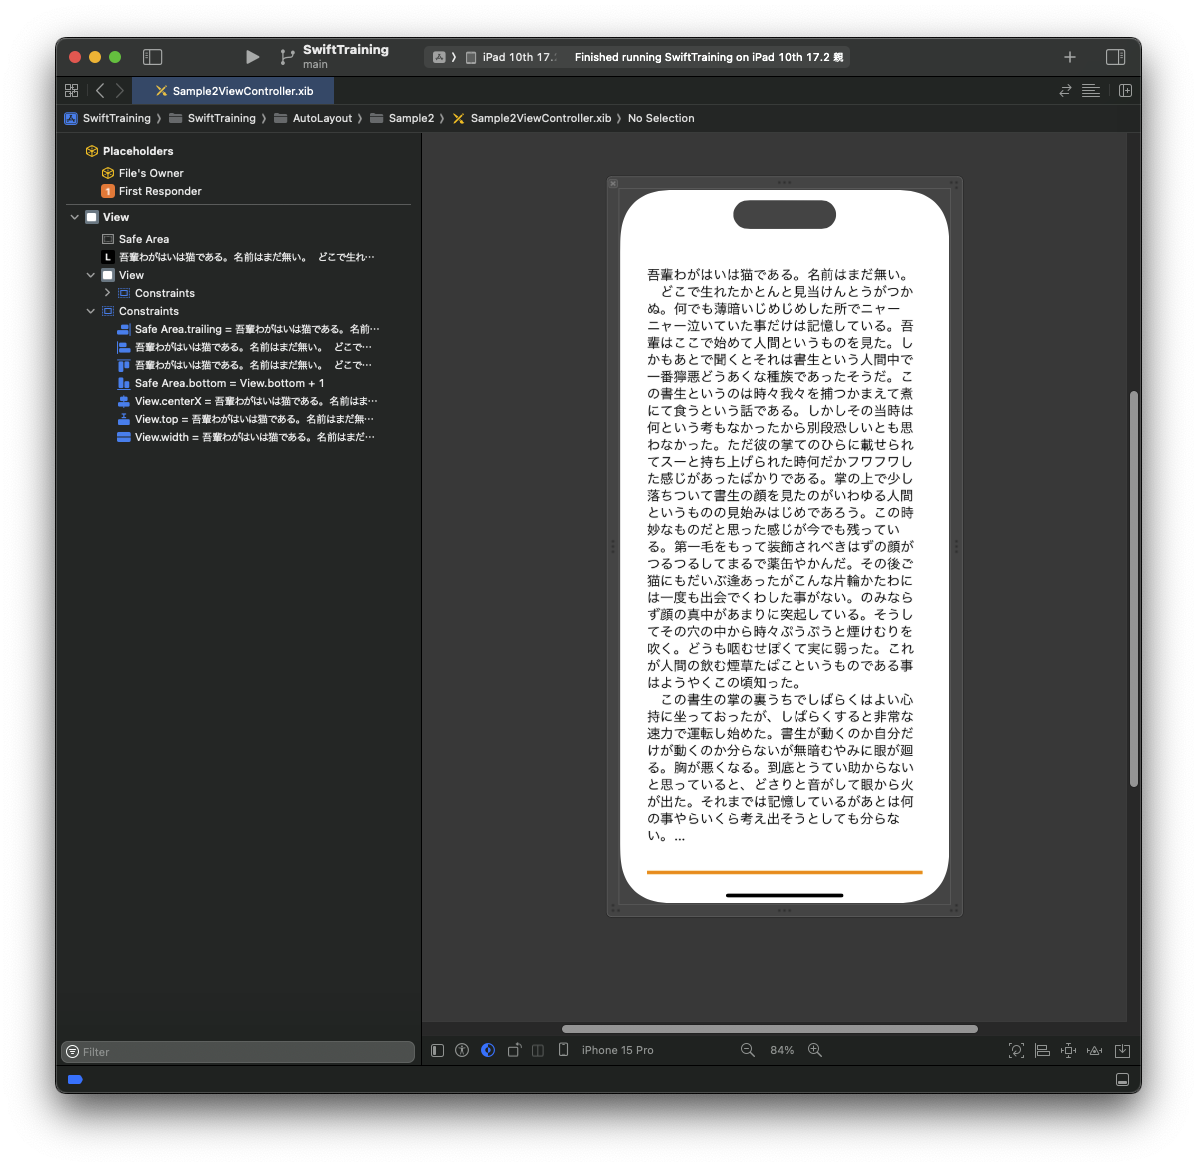 SwiftTraining
main
iPad 10th 17.
Finished running SwiftTraining on iPad 10th 17.2 親
Sample2ViewController.xib
SwiftTraining 〉 SwiftTraining 〉 AutoLayout 〉 Sample2 〉 Sample2ViewController.xib 〉 No Selection
Placeholders
File's Owner
1 First Responder
View
Safe Area
L 吾輩わがはいは猫である。名前はまだ無い。 どこで生れ…
View
Constraints
Constraints
Safe Area.trailing = 吾輩わがはいは猫である。名前…
吾輩わがはいは猫である。名前はまだ無い。 どこで…
吾輩わがはいは猫である。名前はまだ無い。 どこで…
Safe Area.bottom = View.bottom + 1
View.centerX = 吾輩わがはいは猫である。名前はま…
View.top = 吾輩わがはいは猫である。名前はまだ無…
View.width = 吾輩わがはいは猫である。名前はまだ…
吾輩わがはいは猫である。名前はまだ無い。
どこで生れたかとんと見当けんとうがつか
ぬ。何でも薄暗いじめじめした所でニャー
ニャー泣いていた事だけは記憶している。吾
輩はここで始めて人間というものを見た。し
かもあとで聞くとそれは書生という人間中で
一番獰悪どうあくな種族であったそうだ。こ
の書生というのは時々我々を捕つかまえて煮
にて食うという話である。しかしその当時は
何という考もなかったから別段恐しいとも思
わなかった。ただ彼の掌てのひらに載せられ
てスーと持ち上げられた時何だかフワフワし
た感じがあったばかりである。掌の上で少し
落ちついて書生の顔を見たのがいわゆる人間
というものの見始みはじめであろう。この時
妙なものだと思った感じが今でも残ってい
る。第一毛をもって装飾されべきはずの顔が
つるつるしてまるで薬缶やかんだ。その後ご
猫にもだいぶ逢あったがこんな片輪かたわに
は一度も出会でくわした事がない。のみなら
ず顔の真中があまりに突起している。そうし
てその穴の中から時々ぷうぷうと煙けむりを
吹く。どうも咽むせぽくて実に弱った。これ
が人間の飲む煙草たばこというものである事
はようやくこの頃知った。
この書生の掌の裏うちでしばらくはよい心
持に坐っておったが、しばらくすると非常な
速力で運転し始めた。書生が動くのか自分だ
けが動くのか分らないが無暗むやみに眼が廻
る。胸が悪くなる。到底とうてい助からない
と思っていると、どさりと音がして眼から火
が出た。それまでは記憶しているがあとは何
の事やらいくら考え出そうとしても分らな
い。...
Filter
iPhone 15 Pro
84%